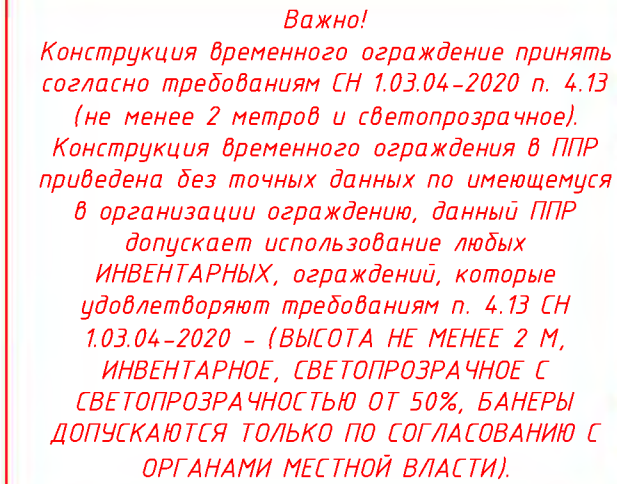 Важно!
Конструкция временного ограждение принять
согласно требованиям СН 1.03.04-2020 п. 4.13
(не менее 2 метров и светопрозрачное).
Конструкция временного ограждения в ППР
приведена без точных данных по имеющемуся
в организации ограждению, данный ППР
допускает использование любых
ИНВЕНТАРНЫХ, ограждений, которые
удовлетворяют требованиям п. 4.13 СН
1.03.04-2020 - (ВЫСОТА НЕ МЕНЕЕ 2 М,
ИНВЕНТАРНОЕ, СВЕТОПРОЗРАЧНОЕ С
СВЕТОПРОЗРАЧНОСТЬЮ ОТ 50%, БАНЕРЫ
ДОПУСКАЮТСЯ ТОЛЬКО ПО СОГЛАСОВАНИЮ С
ОРГАНАМИ МЕСТНОЙ ВЛАСТИ).